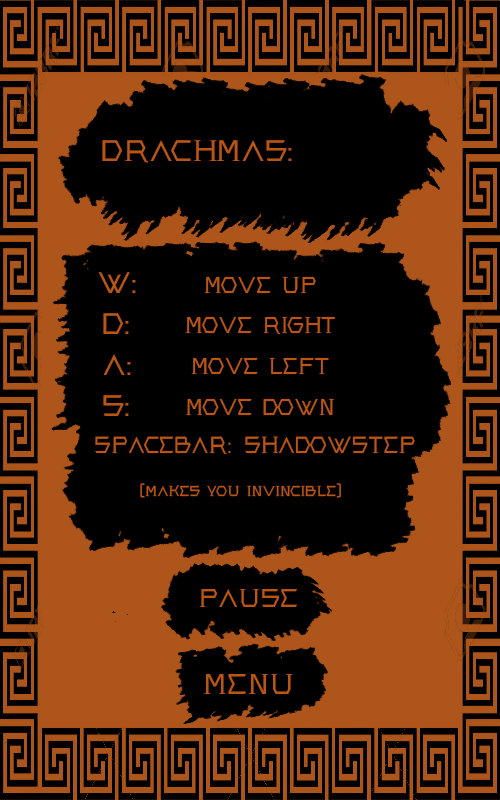 DRACHMAS:
W: MOVE UP
D: MOVE RIGHT
A: MOVE LEFT
S: MOVE DOWN
SPACEBAR: SHADOWSTEP
(MAKES YOU INVINCIBLE)
PAUSE
MENU